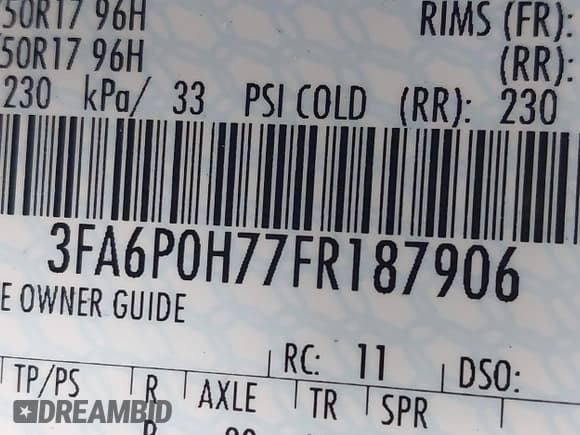 50R17 96H RIMS (FR):
50R17 96H (RR):
230 kPa/ 33 PSI COLD (RR): 230
3FA6P0H77FR187906
E OWNER GUIDE
RC: 11 DSO:
TP/PS R AXLE TR SPR
DREAMBID